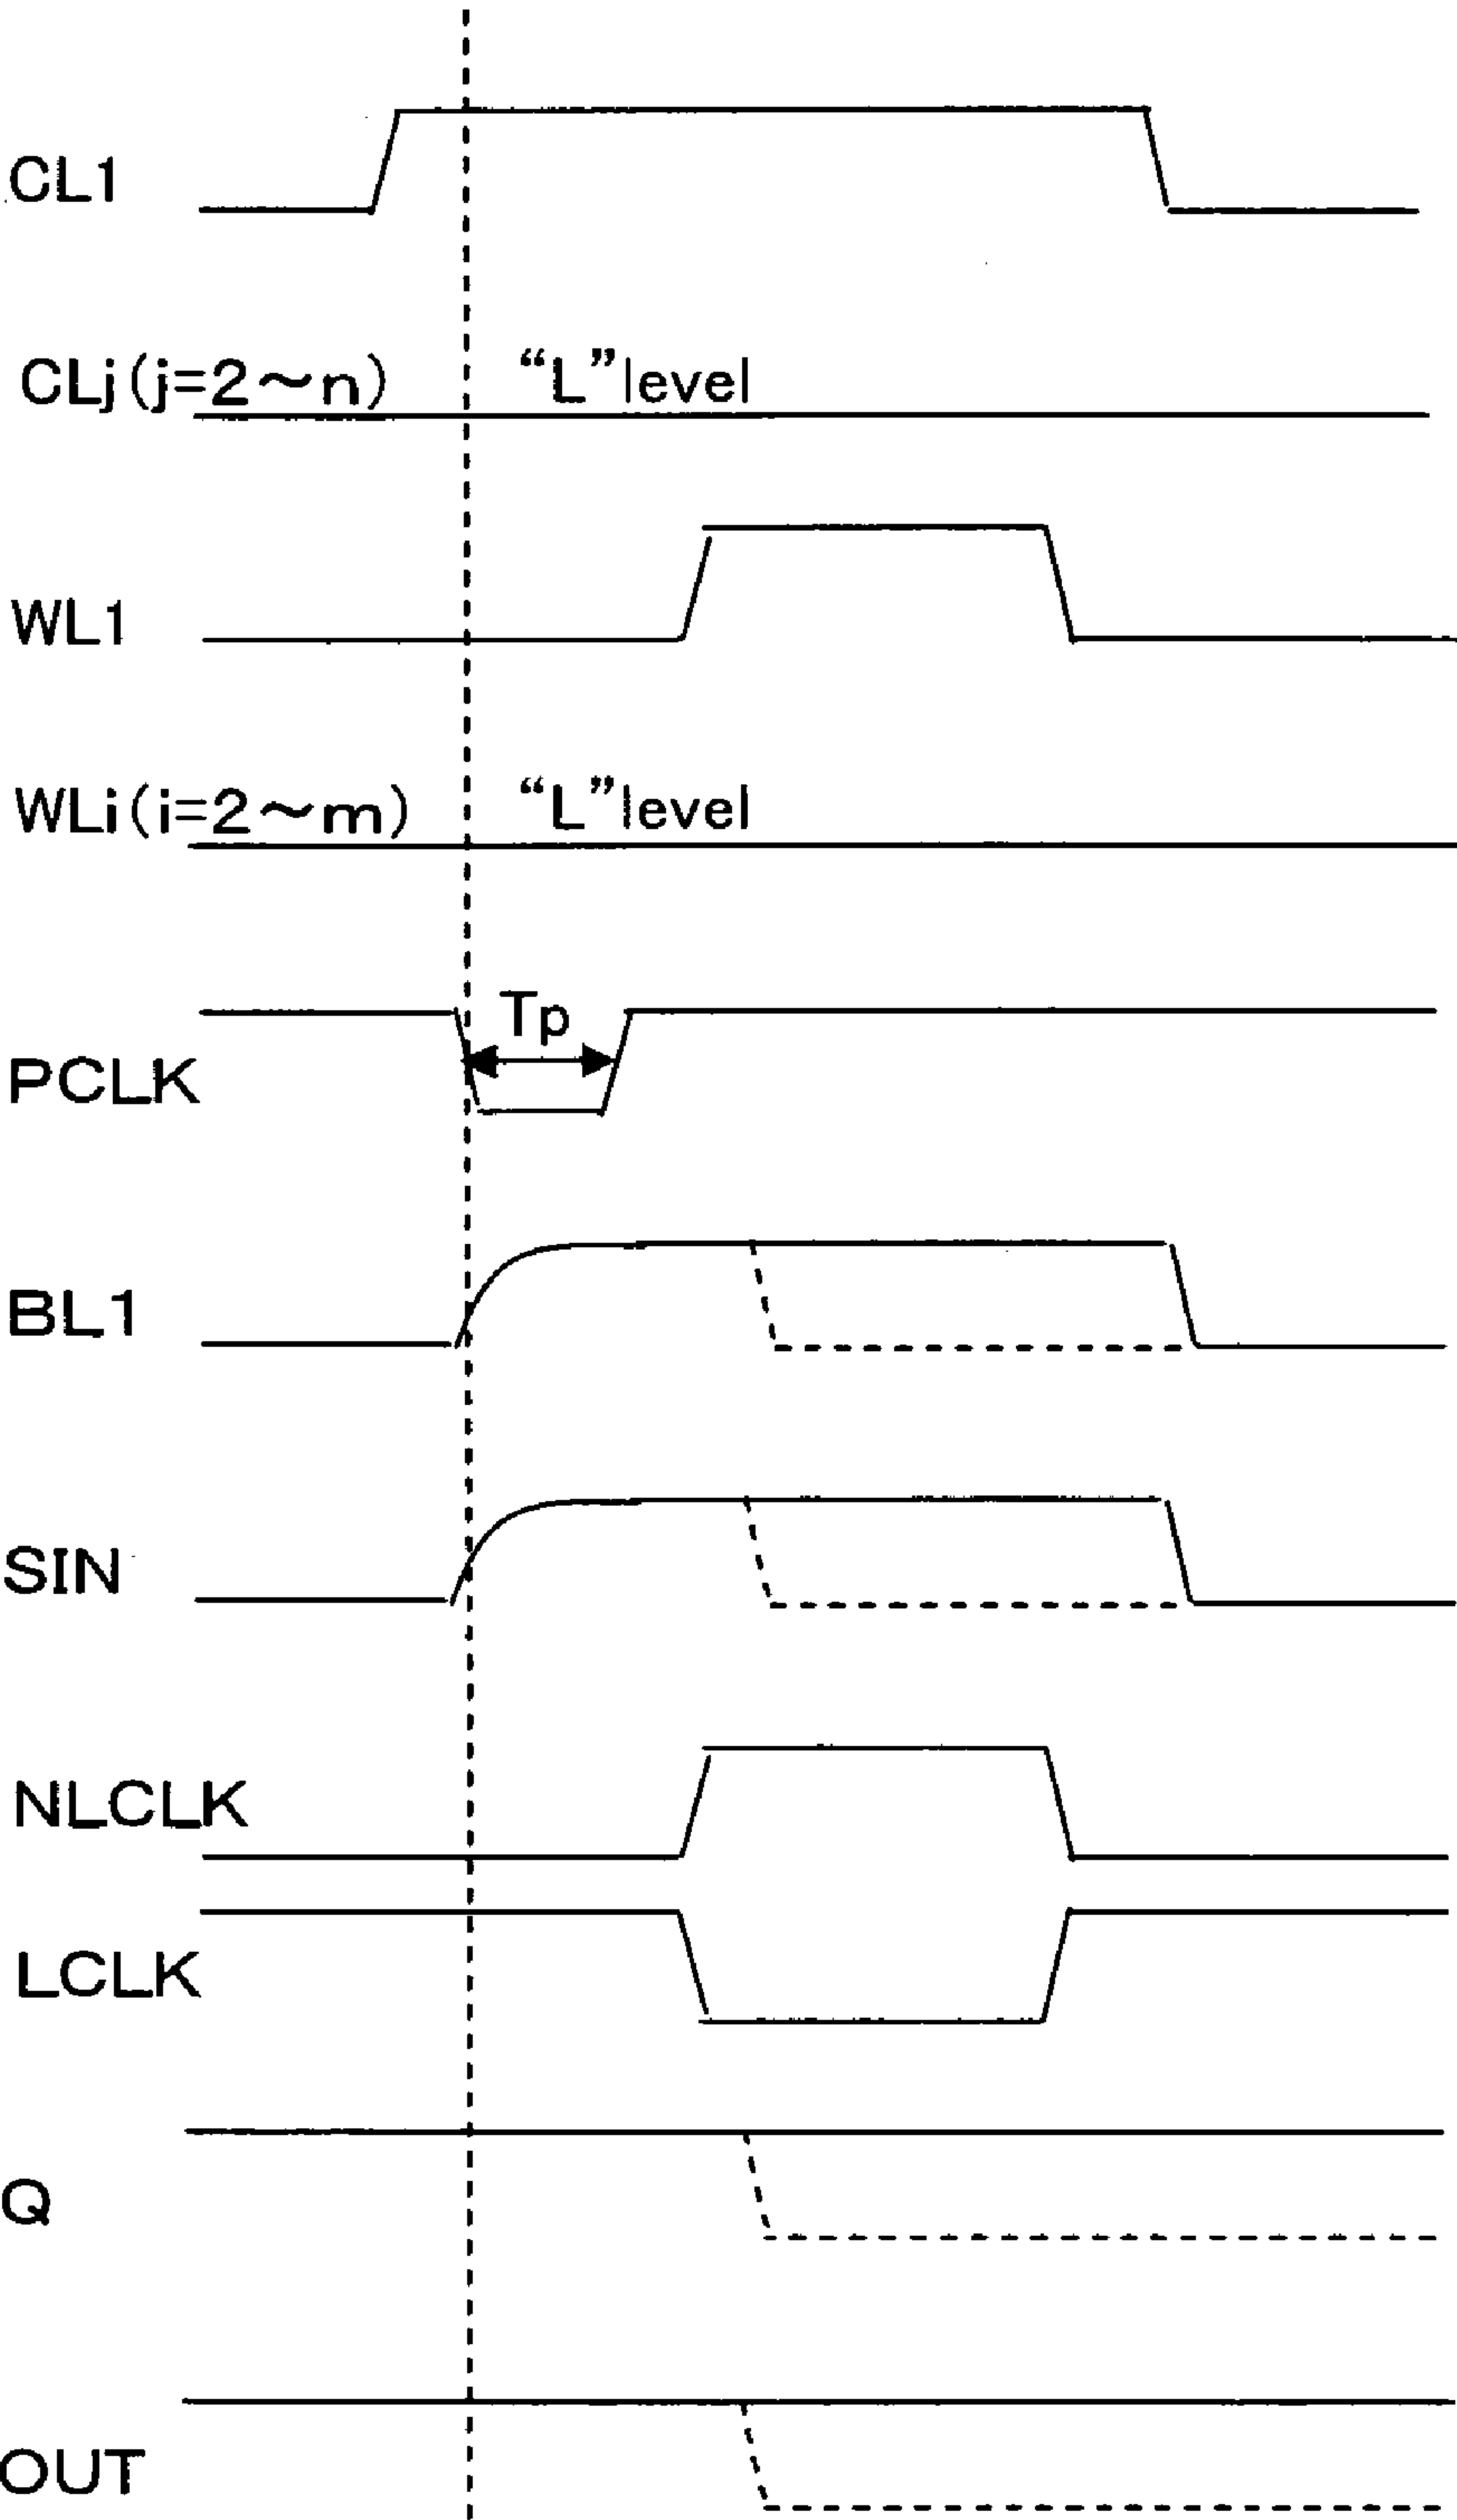 CL1
CLj(j=2～n) “L”level
WL1
WLi(i=2～m) “L”level
Tp
PCLK
BL1
SIN
NLCLK
LCLK
Q
OUT